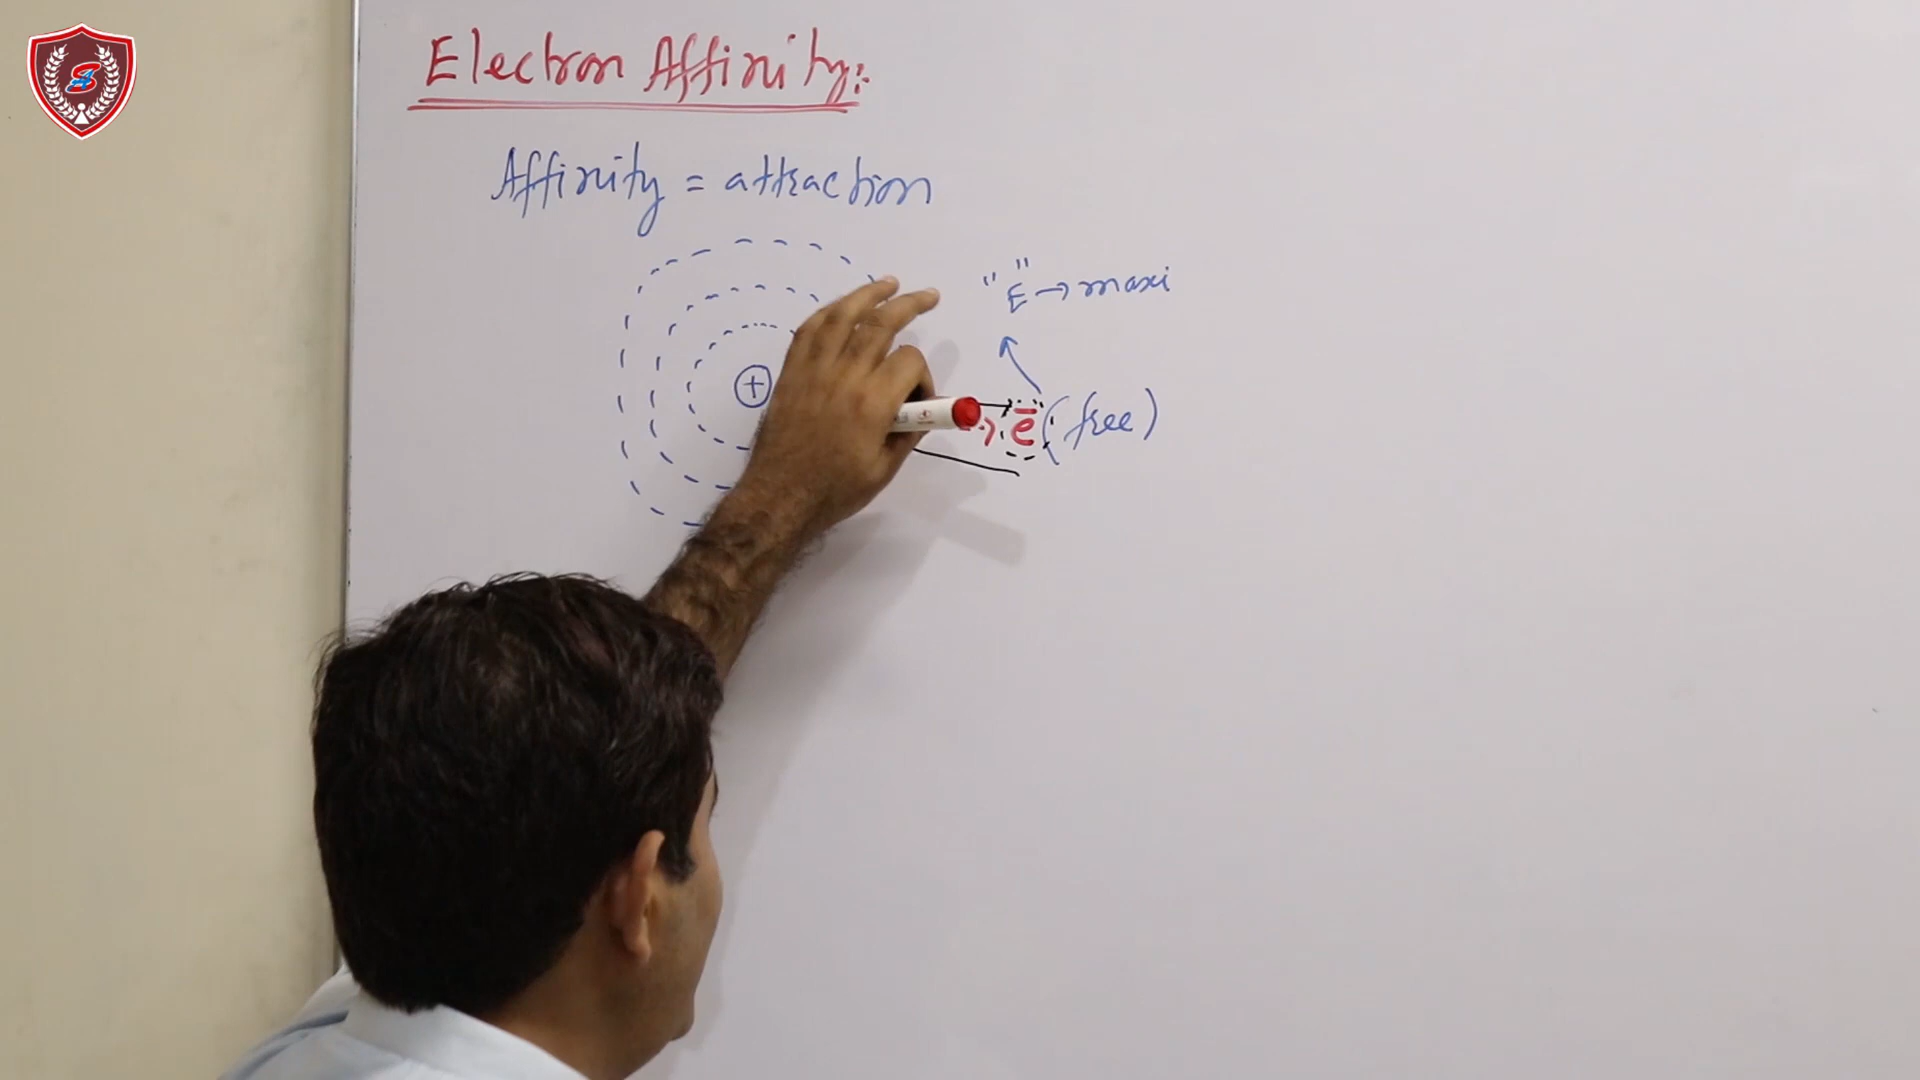 Electron Affinity:
Affinity = attraction
"E" → maxi
+
→ e̅ (free)